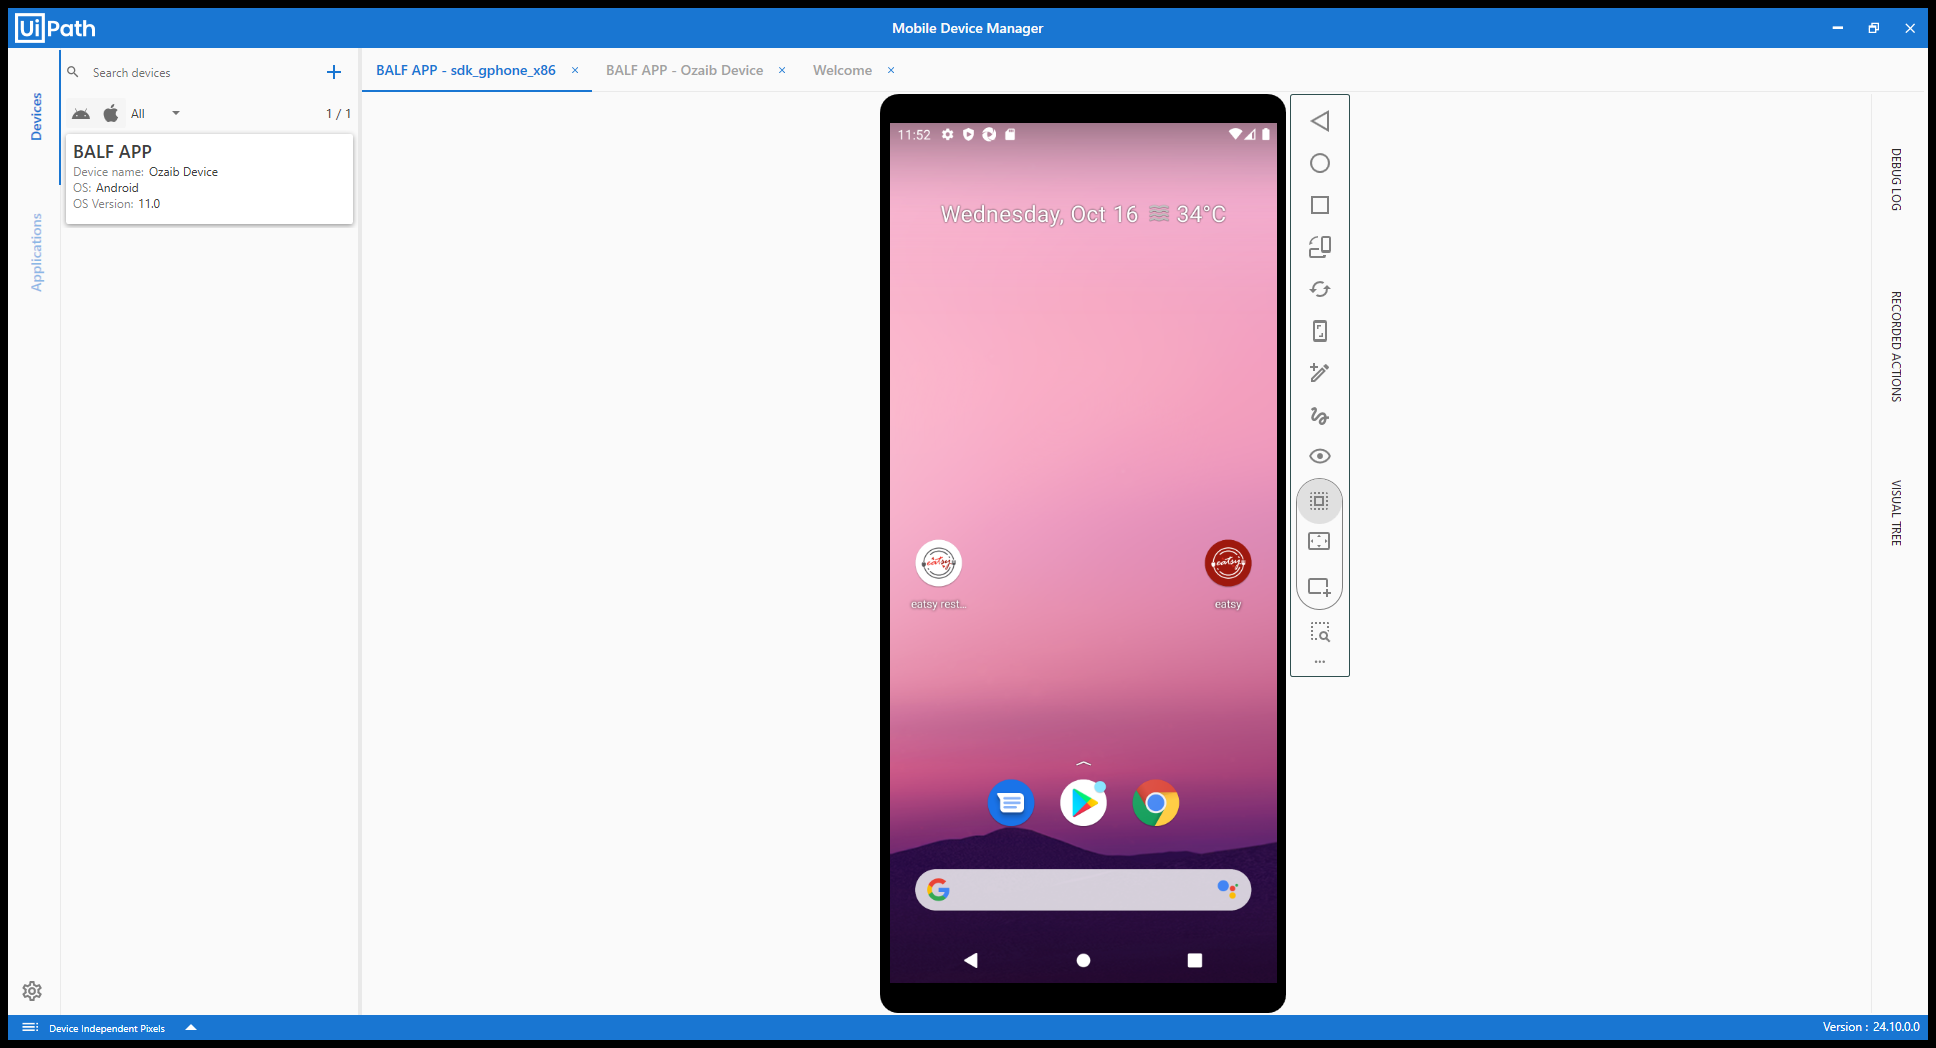 UiPath
Mobile Device Manager
Devices
Applications
Search devices
All
1 / 1
BALF APP
Device name: Ozaib Device
OS: Android
OS Version: 11.0
BALF APP - sdk_gphone_x86
BALF APP - Ozaib Device
Welcome
11:52
Wednesday, Oct 16 34°C
eatsy
eatsy rest...
eatsy
eatsy
DEBUG LOG
RECORDED ACTIONS
VISUAL TREE
Device Independent Pixels
Version : 24.10.0.0